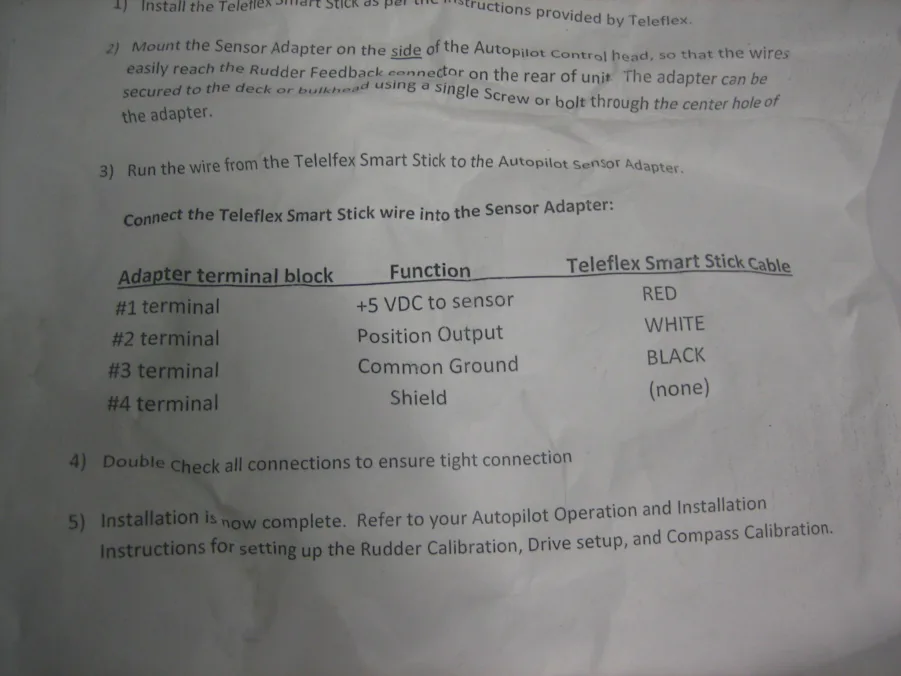 1) Install the Teleflex Smart Stick as per the instructions provided by Teleflex.
2) Mount the Sensor Adapter on the side of the Autopilot Control head, so that the wires
easily reach the Rudder Feedback connector on the rear of unit The adapter can be
secured to the deck or bulkhead using a single Screw or bolt through the center hole of
the adapter.
3) Run the wire from the Telelfex Smart Stick to the Autopilot Sensor Adapter.
Connect the Teleflex Smart Stick wire into the Sensor Adapter:
Adapter terminal block Function Teleflex Smart Stick Cable
#1 terminal +5 VDC to sensor RED
#2 terminal Position Output WHITE
#3 terminal Common Ground BLACK
#4 terminal Shield (none)
4) Double Check all connections to ensure tight connection
5) Installation is now complete. Refer to your Autopilot Operation and Installation
Instructions for setting up the Rudder Calibration, Drive setup, and Compass Calibration.